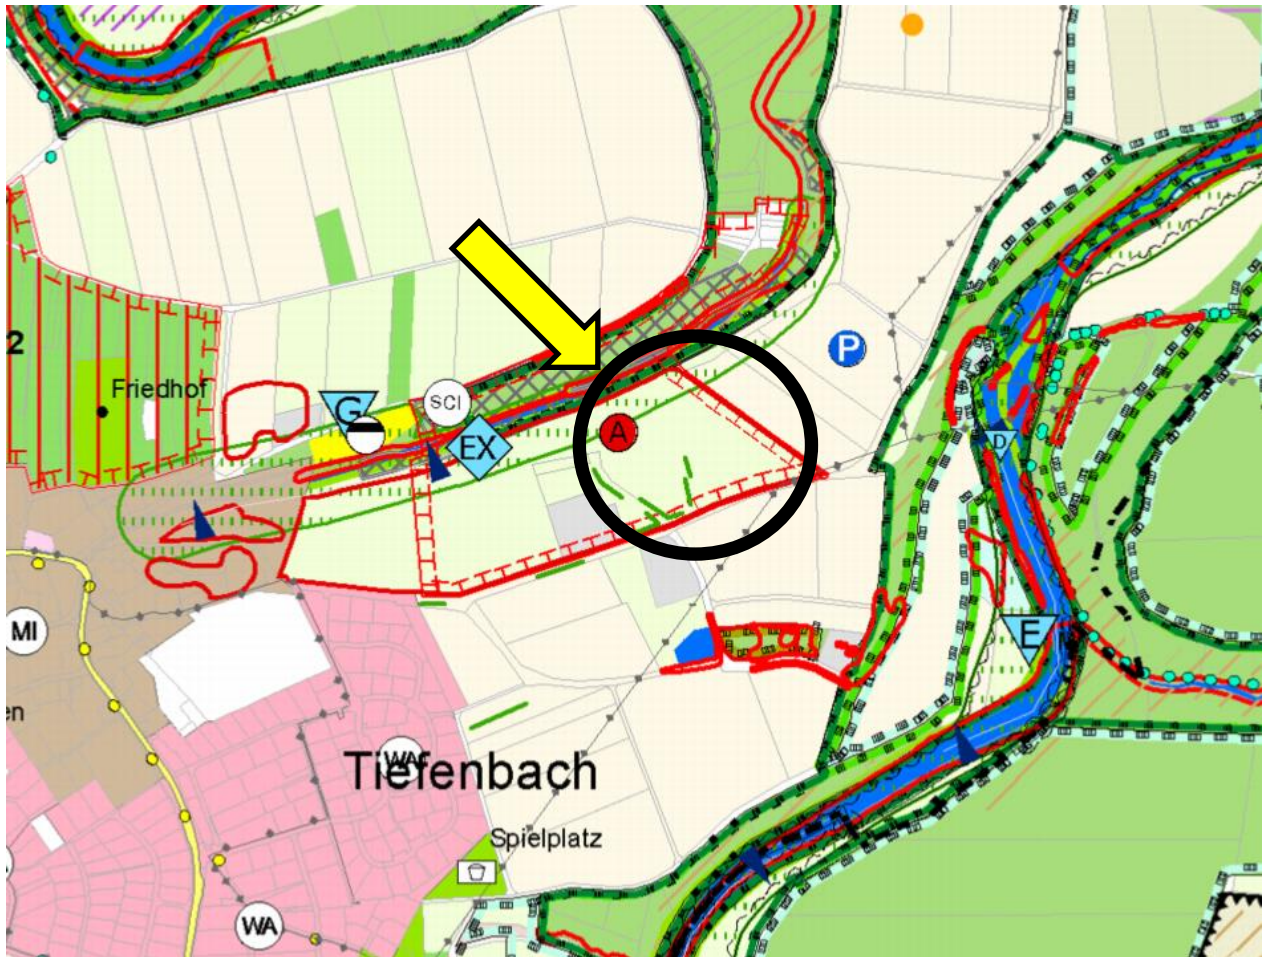 P
2
Friedhof
G
SCI
EX
A
D
MI
E
en
WA
Tiefenbach
Spielplatz
WA